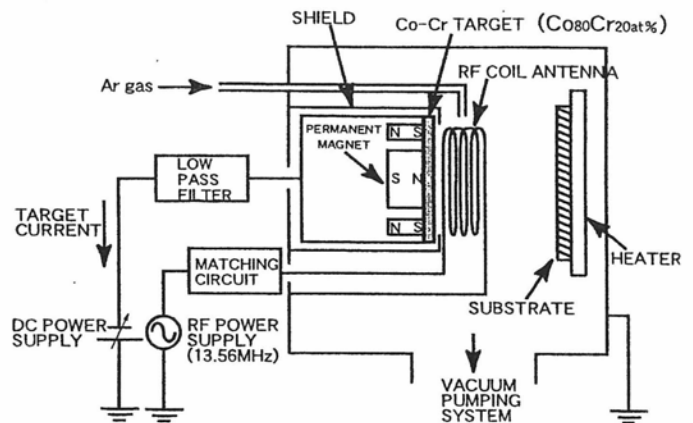 SHIELD
Co-Cr TARGET (Co80Cr20at%)
RF COIL ANTENNA
Ar gas
PERMANENT
MAGNET
N S
S N
N S
LOW
PASS
FILTER
TARGET
CURRENT
MATCHING
CIRCUIT
HEATER
SUBSTRATE
DC POWER
SUPPLY
RF POWER
SUPPLY
(13.56MHz)
VACUUM
PUMPING
SYSTEM